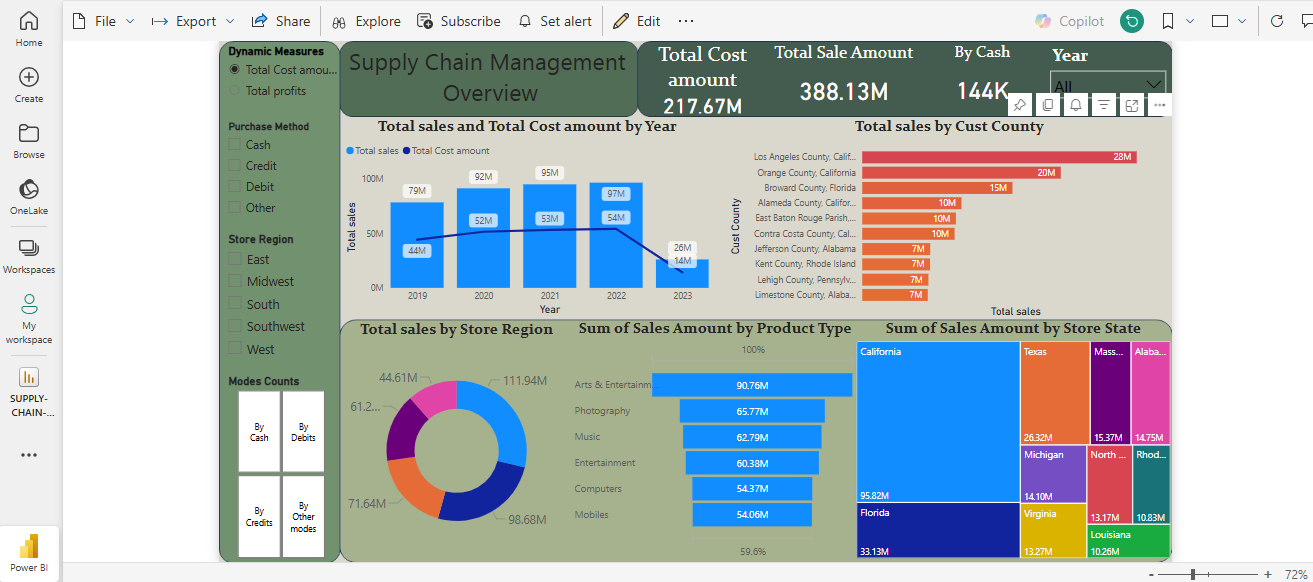 File
Export
Share
Explore
Subscribe
Set alert
Edit
Copilot
Home
Create
Browse
OneLake
Workspaces
My
workspace
SUPPLY-
CHAIN-...
Power BI
Dynamic Measures
Total Cost amou...
Total profits
Purchase Method
Cash
Credit
Debit
Other
Store Region
East
Midwest
South
Southwest
West
Modes Counts
By
Cash
By
Debits
By
Credits
By
Other
modes
Supply Chain Management
Overview
Total Cost
amount
217.67M
Total Sale Amount
388.13M
By Cash
144K
Year
All
Total sales and Total Cost amount by Year
Total sales
Total Cost amount
Total sales
100M
50M
0M
79M
92M
95M
97M
26M
44M
52M
53M
54M
14M
2019
2020
2021
2022
2023
Year
Total sales by Cust County
Cust County
Los Angeles County, Calif...
28M
Orange County, California
20M
Broward County, Florida
15M
Alameda County, Califor...
10M
East Baton Rouge Parish,...
10M
Contra Costa County, Cal...
10M
Jefferson County, Alabama
7M
Kent County, Rhode Island
7M
Lehigh County, Pennsylv...
7M
Limestone County, Alaba...
7M
Total sales
Total sales by Store Region
44.61M
111.94M
61.2...
71.64M
98.68M
Sum of Sales Amount by Product Type
100%
Arts & Entertainm...
90.76M
Photography
65.77M
Music
62.79M
Entertainment
60.38M
Computers
54.37M
Mobiles
54.06M
59.6%
Sum of Sales Amount by Store State
California
95.82M
Florida
33.13M
Texas
26.32M
Mass...
15.37M
Alaba...
14.75M
Michigan
14.10M
Virginia
13.27M
North ...
13.17M
Rhod...
10.83M
Louisiana
10.26M
- + 72%